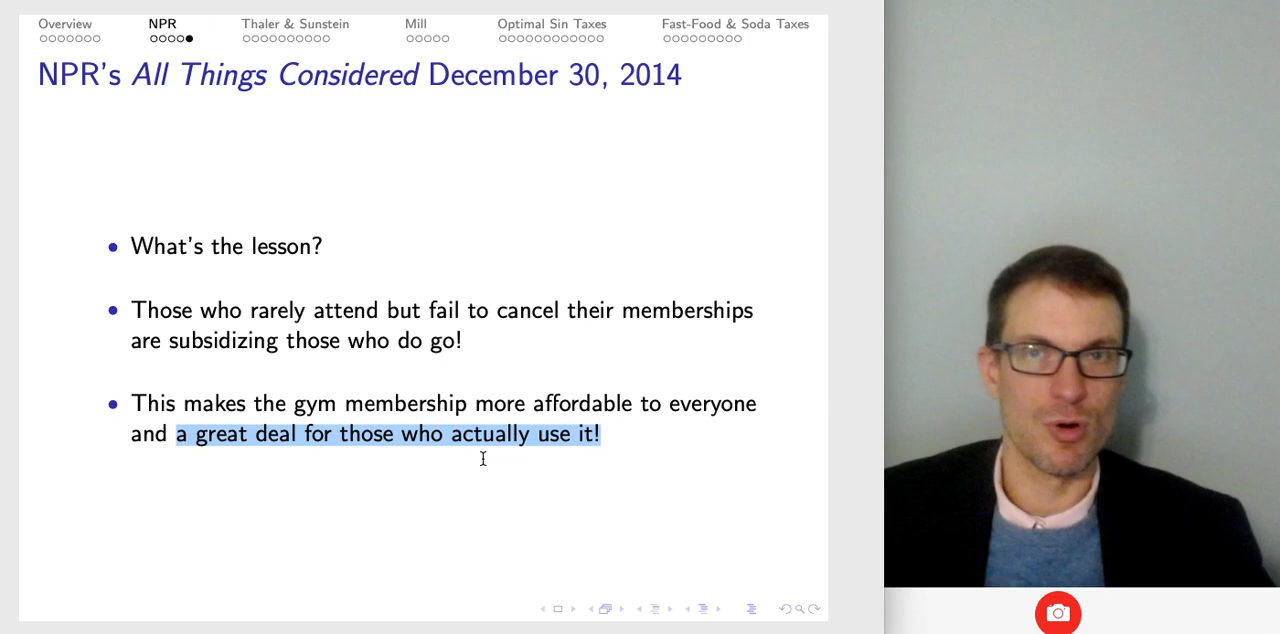 Overview NPR Thaler & Sunstein Mill Optimal Sin Taxes Fast-Food & Soda Taxes
NPR's All Things Considered December 30, 2014
What's the lesson?
Those who rarely attend but fail to cancel their memberships
are subsidizing those who do go!
This makes the gym membership more affordable to everyone
and a great deal for those who actually use it!